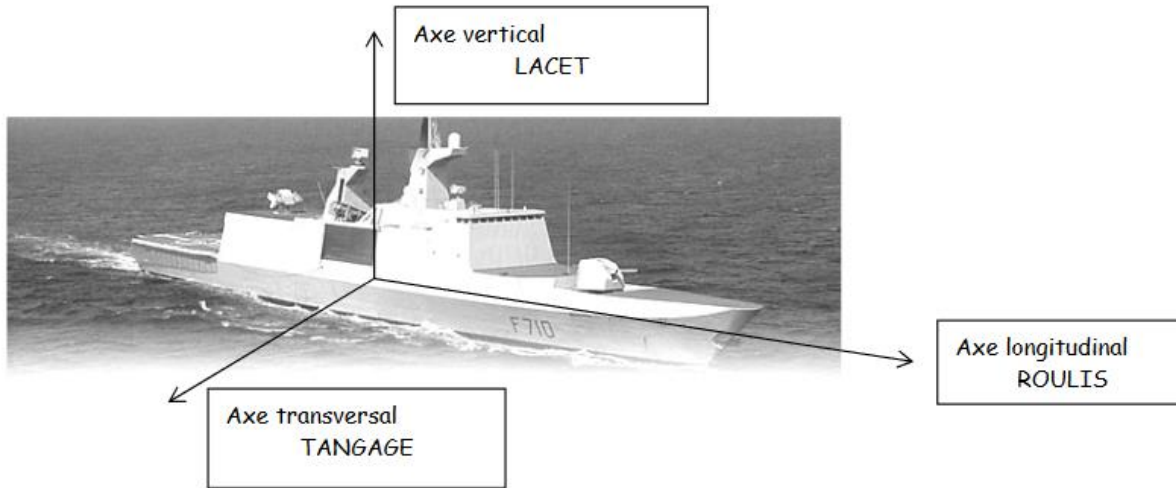 Axe vertical
LACET
F710
Axe longitudinal
ROULIS
Axe transversal
TANGAGE